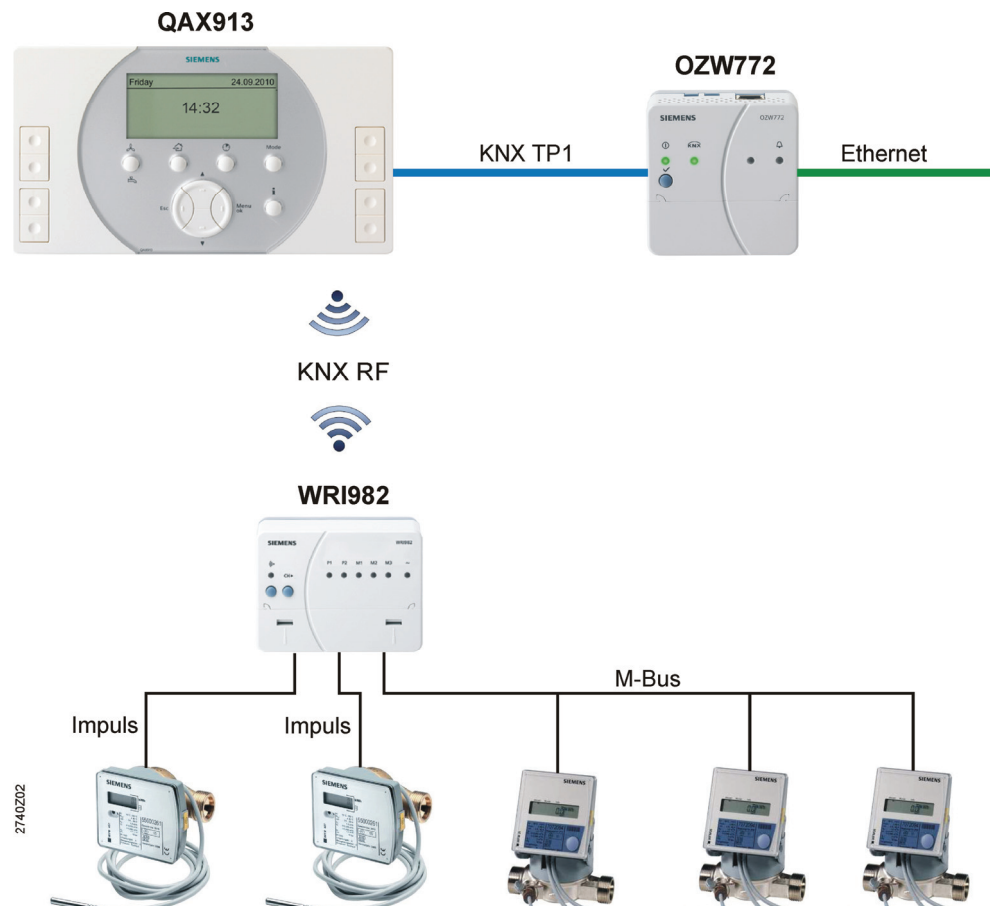 QAX913
OZW772
SIEMENS
Friday 24.09.2010
14:32
Mode
Esc
Menu
ok
SIEMENS OZW772
KNX
KNX TP1
Ethernet
KNX RF
WRI982
SIEMENS WRI982
CH+
P1 P2 M1 M2 M3
M-Bus
Impuls
Impuls
2740Z02
SIEMENS
SIEMENS
SIEMENS
SIEMENS
SIEMENS